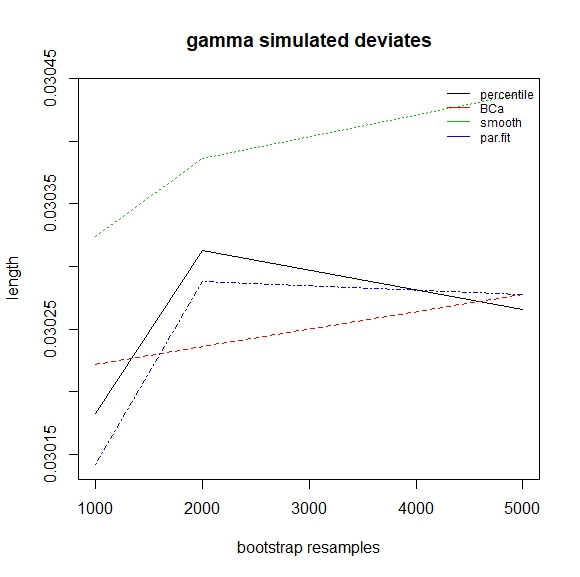 gamma simulated deviates
0.03045
0.03035
0.03025
0.03015
length
percentile
BCa
smooth
par.fit
1000 2000 3000 4000 5000
bootstrap resamples